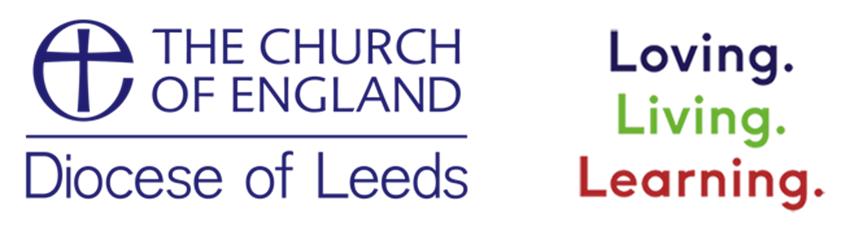 THE CHURCH
OF ENGLAND
Diocese of Leeds
Loving.
Living.
Learning.